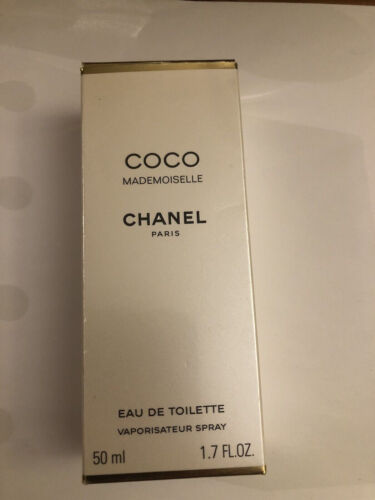 COCO
MADEMOISELLE
CHANEL
PARIS
EAU DE TOILETTE
VAPORISATEUR SPRAY
50 ml 1.7 FL.OZ.